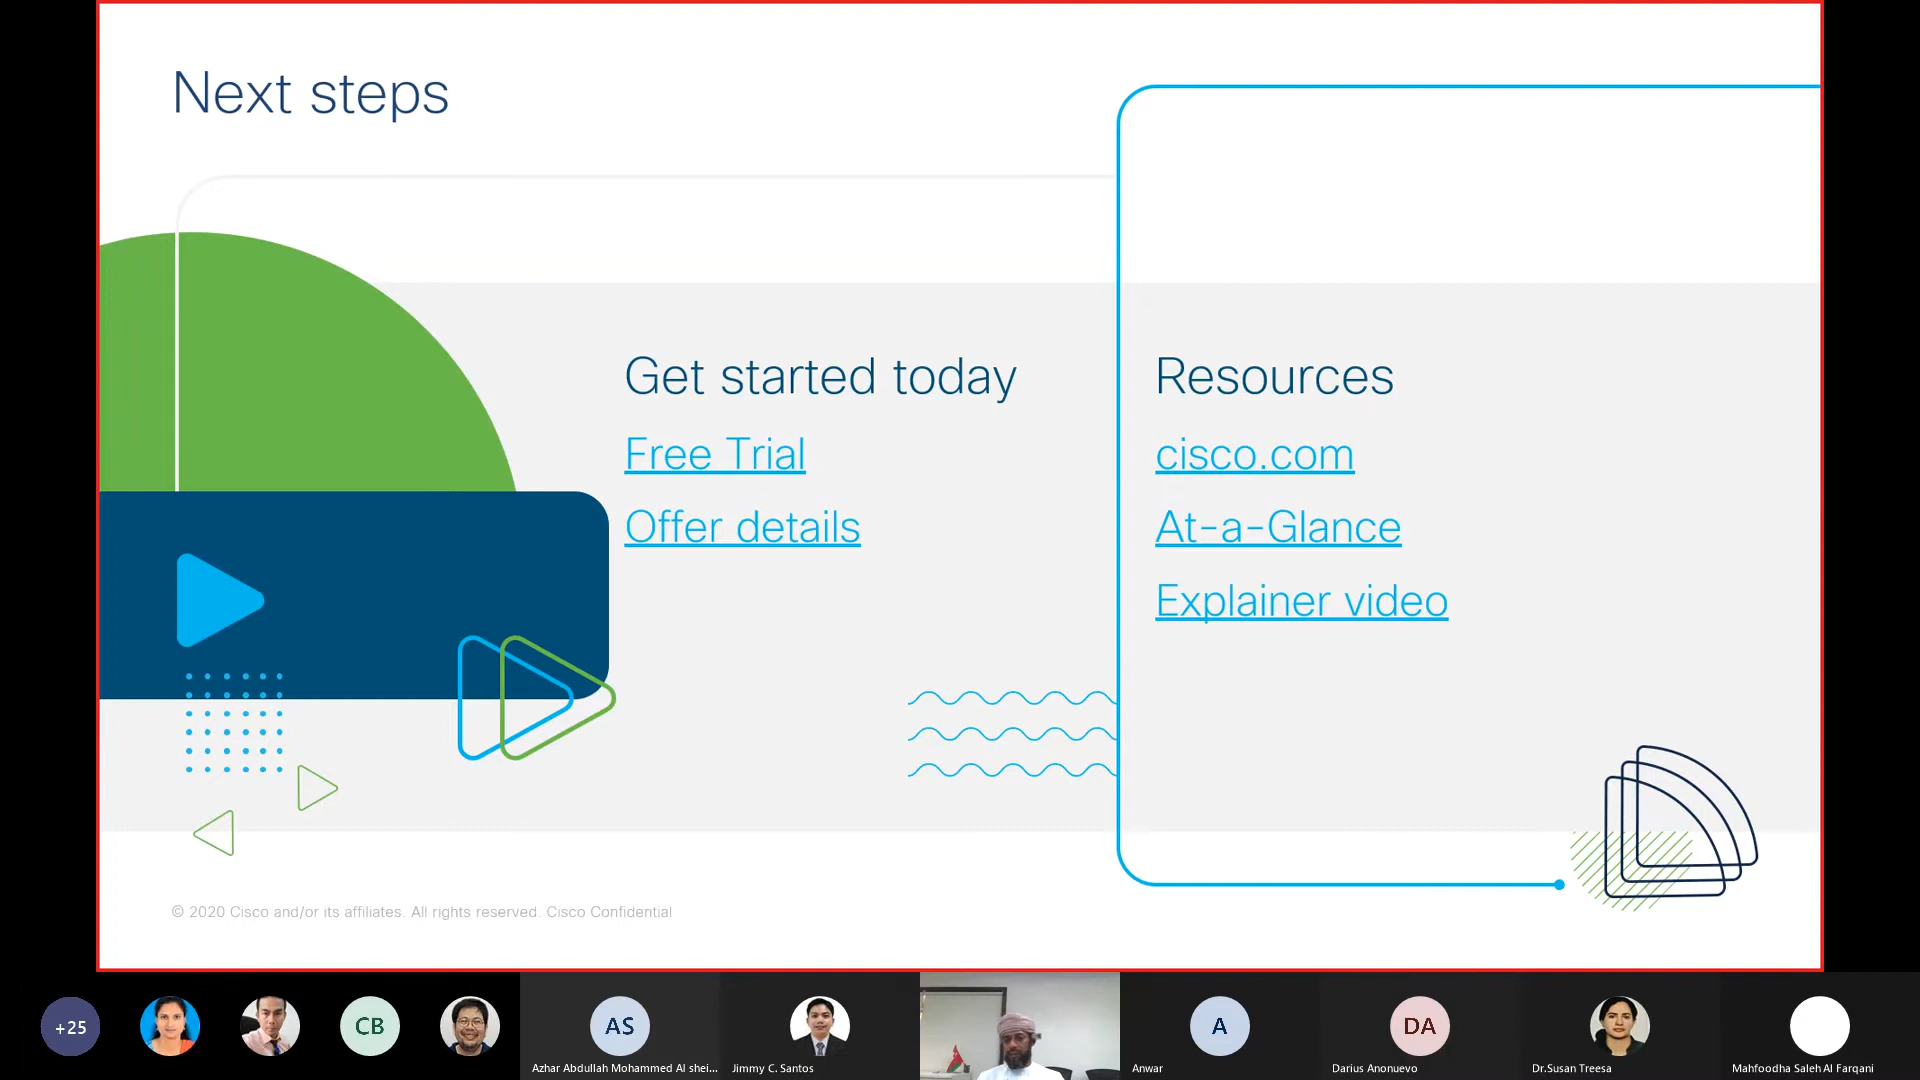 Next steps
Get started today
Free Trial
Offer details
Resources
cisco.com
At-a-Glance
Explainer video
© 2020 Cisco and/or its affiliates. All rights reserved. Cisco Confidential
+25
CB
AS
Azhar Abdullah Mohammed Al shei...
Jimmy C. Santos
A
Anwar
DA
Darius Anonuevo
Dr.Susan Treesa
Mahfoodha Saleh Al Farqani